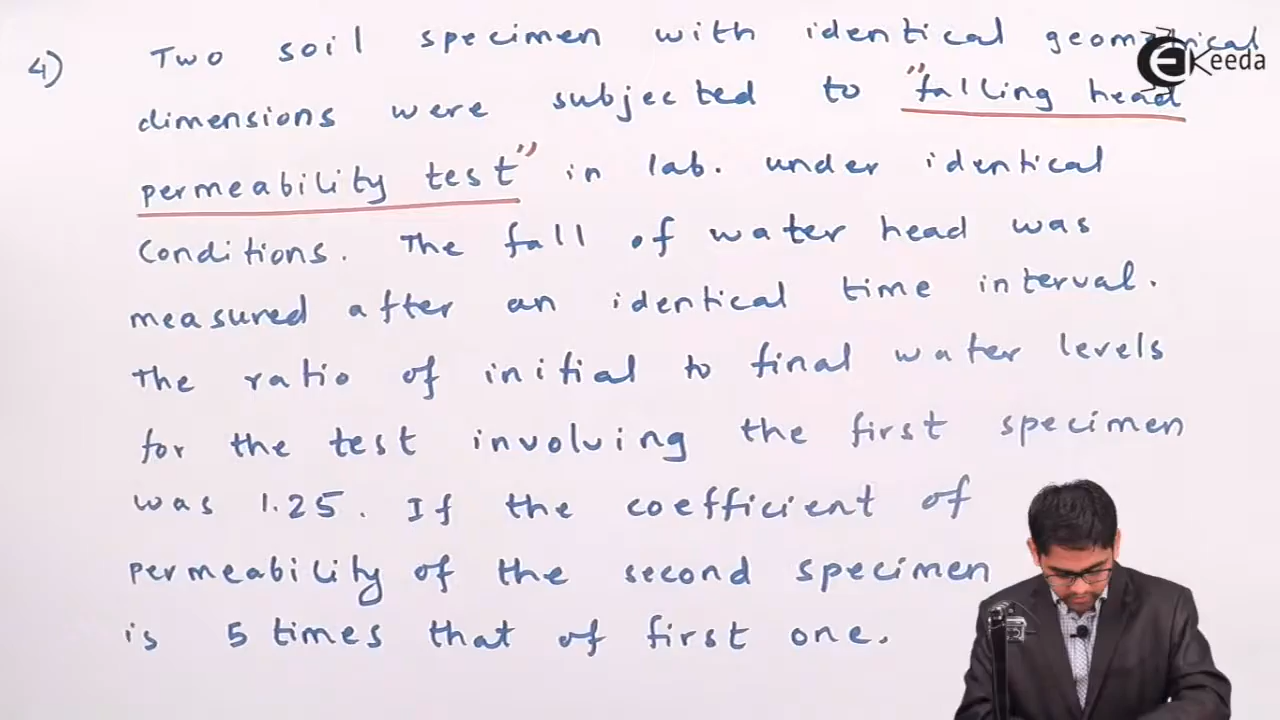 4) Two soil specimen with identical geometrical
Keeda
dimensions were subjected to "falling head
permeability test" in lab. under identical
Conditions. The fall of water head was
measured after an identical time interval.
The ratio of initial to final water levels
for the test involving the first specimen
was 1.25. If the coefficient of
permeability of the second specimen
is 5 times that of first one.